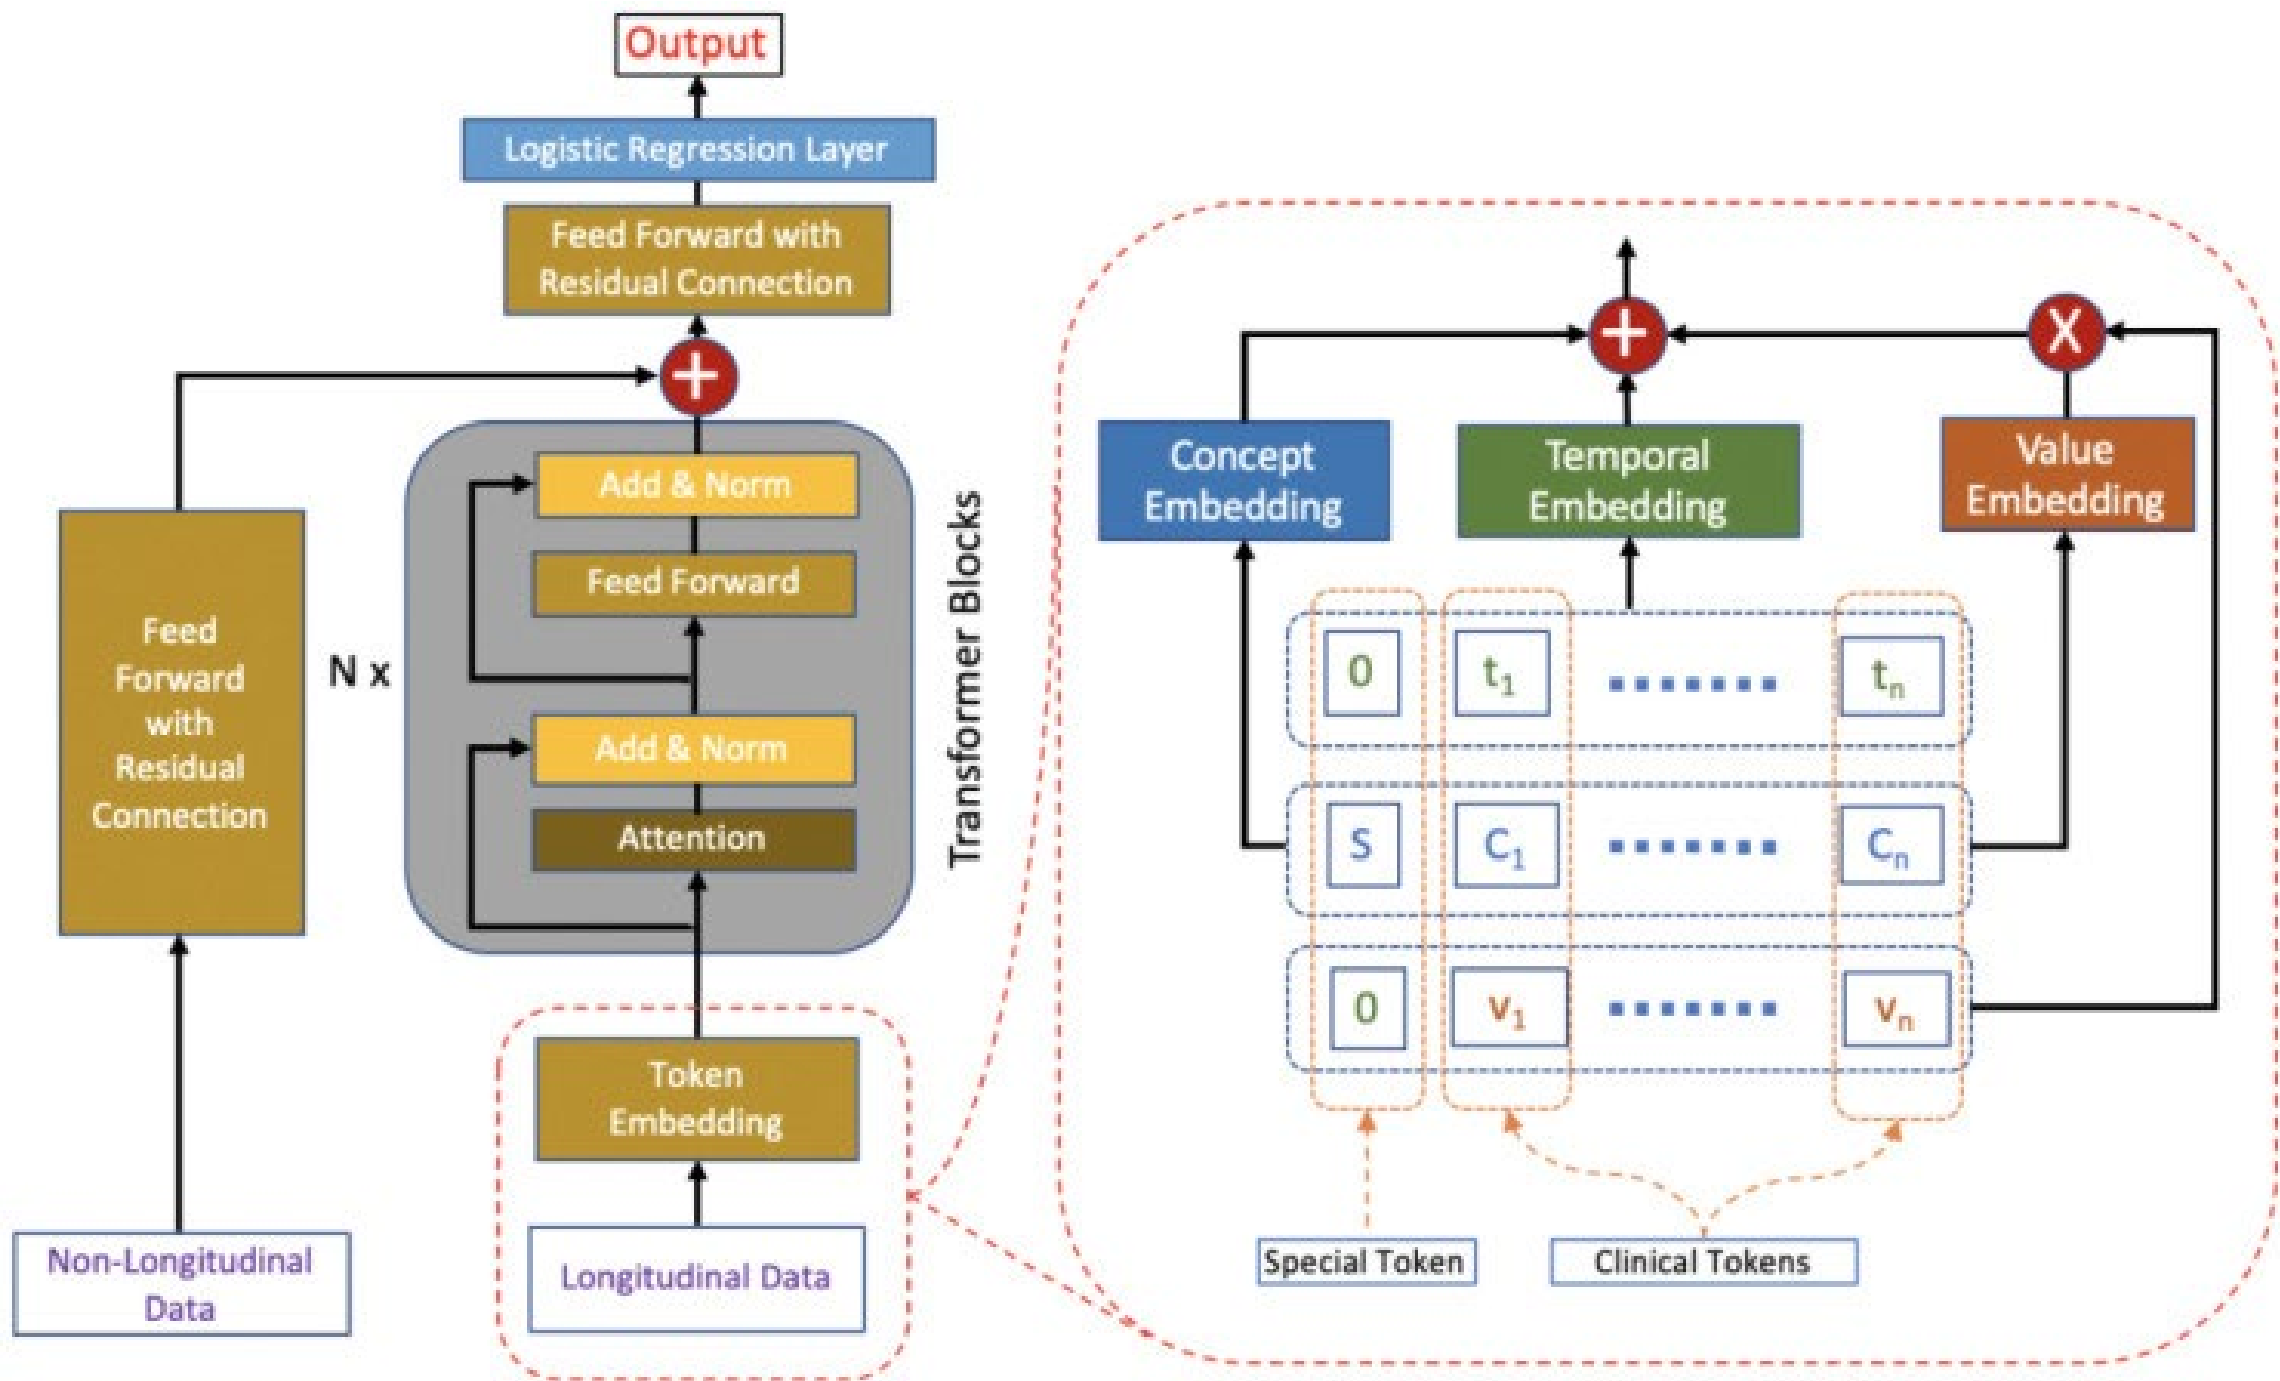 Output
Logistic Regression Layer
Feed Forward with
Residual Connection
+
Add & Norm
Feed Forward
Add & Norm
Attention
N x
Transformer Blocks
Feed
Forward
with
Residual
Connection
Token
Embedding
Non-Longitudinal
Data
Longitudinal Data
+
X
Concept
Embedding
Temporal
Embedding
Value
Embedding
0 t₁ ....... tₙ
S C₁ ....... Cₙ
0 v₁ ....... vₙ
Special Token
Clinical Tokens